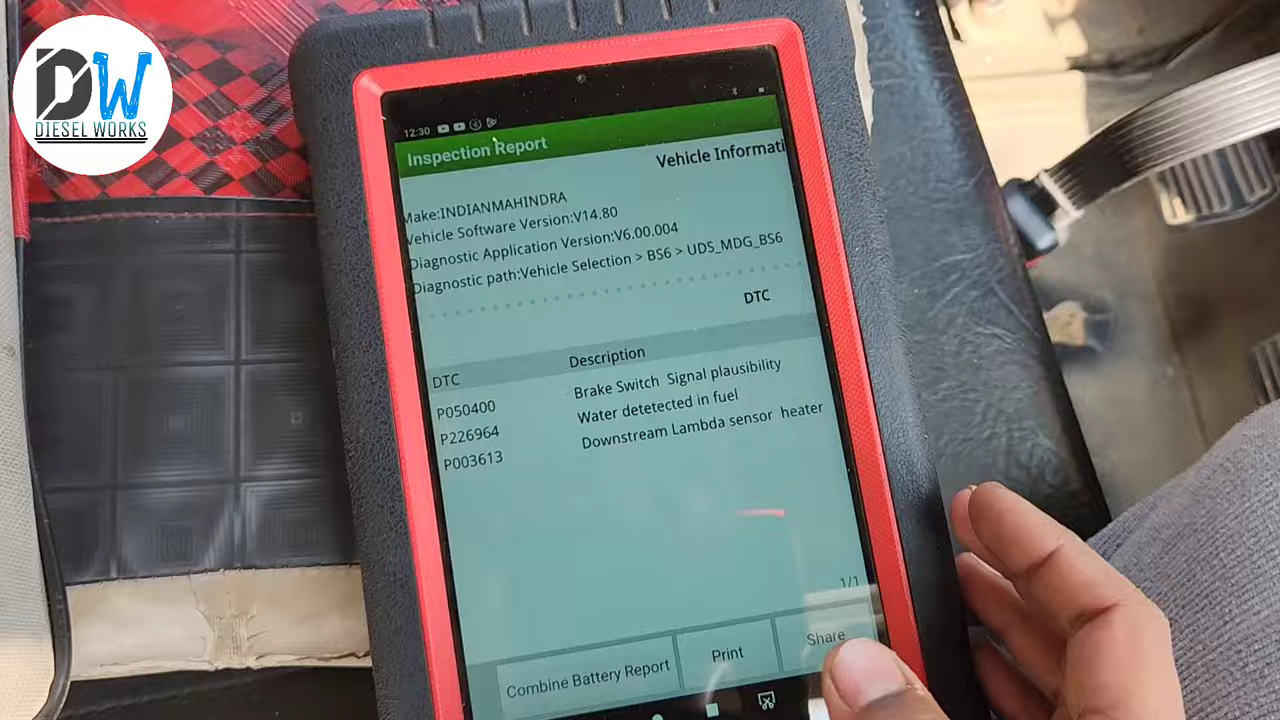 DW
DIESEL WORKS
12:30
Inspection Report
Vehicle Informati
Make:INDIANMAHINDRA
Vehicle Software Version:V14.80
Diagnostic Application Version:V6.00.004
Diagnostic path:Vehicle Selection > BS6 > UDS_MDG_BS6
DTC
DTC Description
P050400 Brake Switch Signal plausibility
P226964 Water detetected in fuel
P003613 Downstream Lambda sensor heater
1/1
Combine Battery Report Print Share